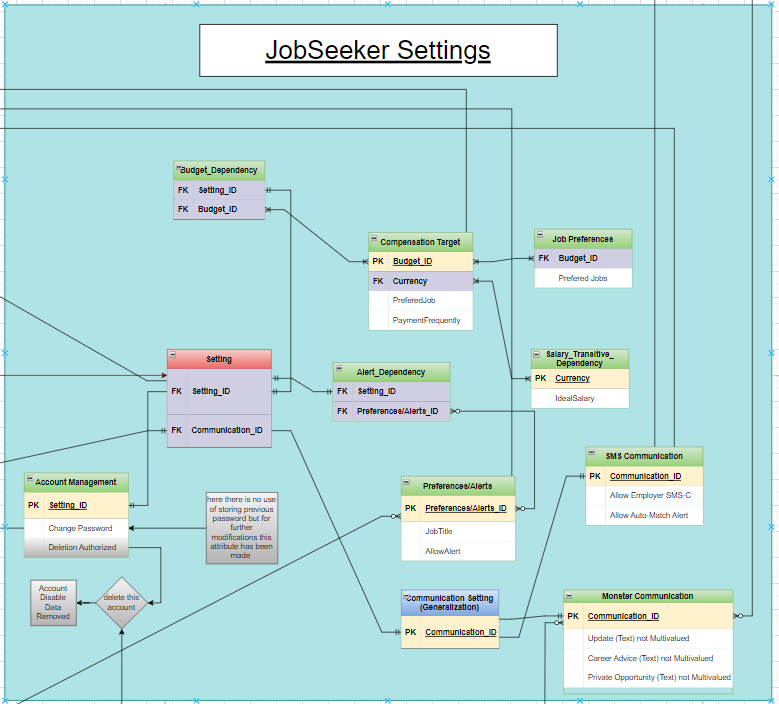 JobSeeker Settings
Budget_Dependency
FK Setting_ID
FK Budget_ID
Compensation Target
PK Budget_ID
FK Currency
PreferedJob
PaymentFrequently
Job Preferences
FK Budget_ID
Prefered Jobs
Setting
FK Setting_ID
FK Communication_ID
Alert_Dependency
FK Setting_ID
FK Preferences/Alerts_ID
Salary_Transitive_
Dependency
PK Currency
IdealSalary
Account Management
PK Setting_ID
Change Password
Deletion Authorized
here there is no use
of storing previous
password but for
further
modifications this
attribute has been
made
Preferences/Alerts
PK Preferences/Alerts_ID
JobTitle
AllowAlert
SMS Communication
PK Communication_ID
Allow Employer SMS-C
Allow Auto-Match Alert
Account
Disable
Data
Removed
delete this
account
Communication Setting
(Generalization)
PK Communication_ID
Monster Communication
PK Communication_ID
Update (Text) not Multivalued
Career Advice (Text) not Multivalued
Private Opportunity (Text) not Multivalued